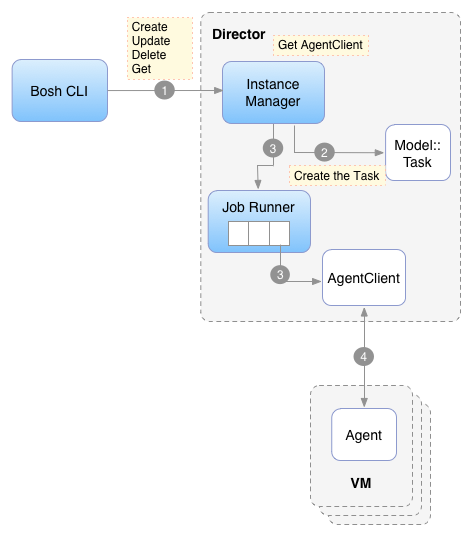 Create
Update
Delete
Get
Director
Get AgentClient
Bosh CLI
1
Instance
Manager
3
2
Model::
Task
Create the Task
Job Runner
3
AgentClient
4
Agent
VM